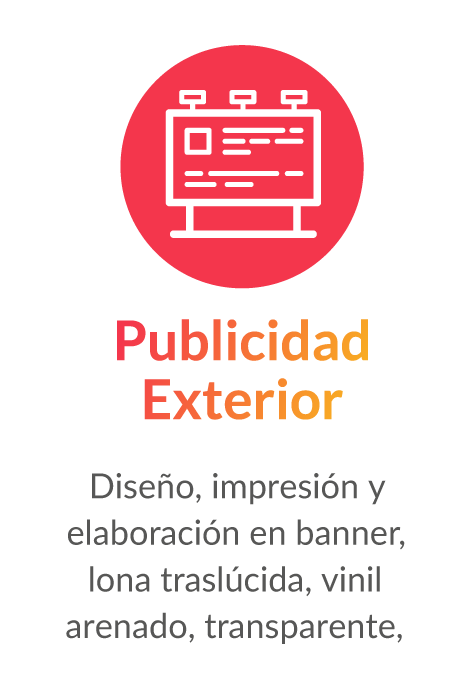 Publicidad
Exterior
Diseño, impresión y
elaboración en banner,
lona traslúcida, vinil
arenado, transparente,